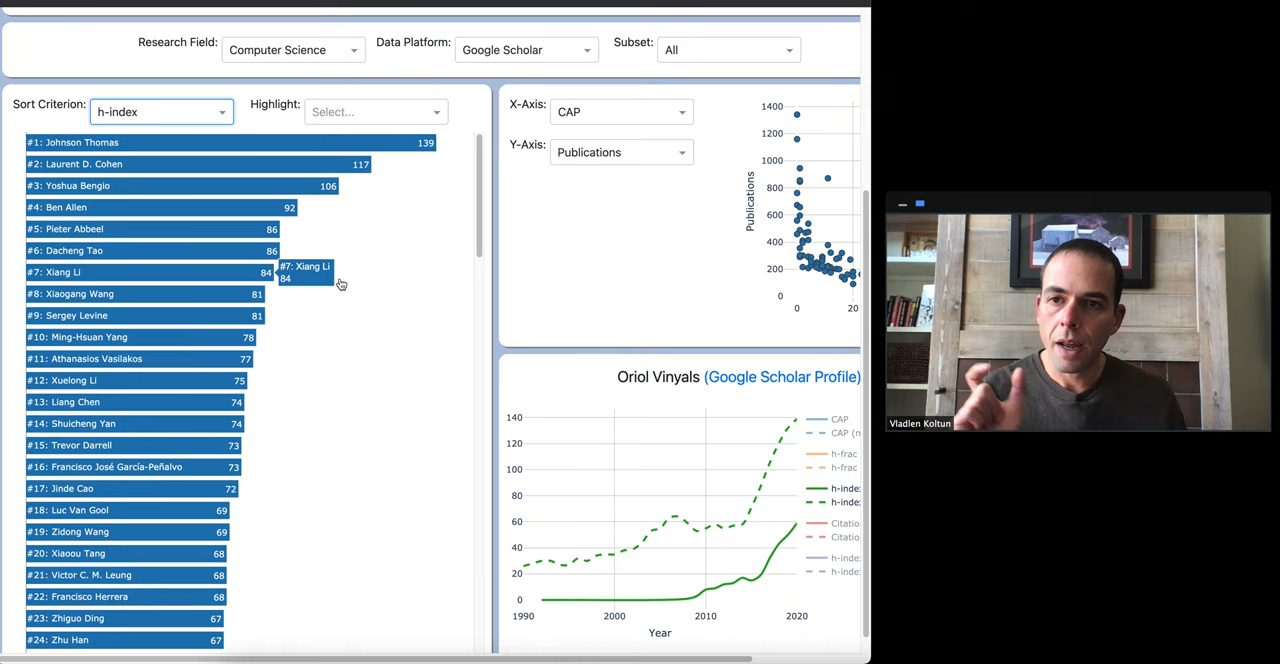 Research Field: Computer Science Data Platform: Google Scholar Subset: All
Sort Criterion: h-index Highlight: Select...
#1: Johnson Thomas 139
#2: Laurent D. Cohen 117
#3: Yoshua Bengio 106
#4: Ben Allen 92
#5: Pieter Abbeel 86
#6: Dacheng Tao 86
#7: Xiang Li 84
#7: Xiang Li
84
#8: Xiaogang Wang 81
#9: Sergey Levine 81
#10: Ming-Hsuan Yang 78
#11: Athanasios Vasilakos 77
#12: Xuelong Li 75
#13: Liang Chen 74
#14: Shuicheng Yan 74
#15: Trevor Darrell 73
#16: Francisco José García-Peñalvo 73
#17: Jinde Cao 72
#18: Luc Van Gool 69
#19: Zidong Wang 69
#20: Xiaoou Tang 68
#21: Victor C. M. Leung 68
#22: Francisco Herrera 68
#23: Zhiguo Ding 67
#24: Zhu Han 67
X-Axis: CAP
Y-Axis: Publications
1400
1200
1000
800
600
400
200
0
Publications
0 20
Oriol Vinyals (Google Scholar Profile)
140
120
100
80
60
40
20
0
1990 2000 2010 2020
Year
CAP
CAP (m
h-frac
h-frac
h-index
h-index
Citatio
Citatio
h-inde
h-inde
Vladlen Koltun